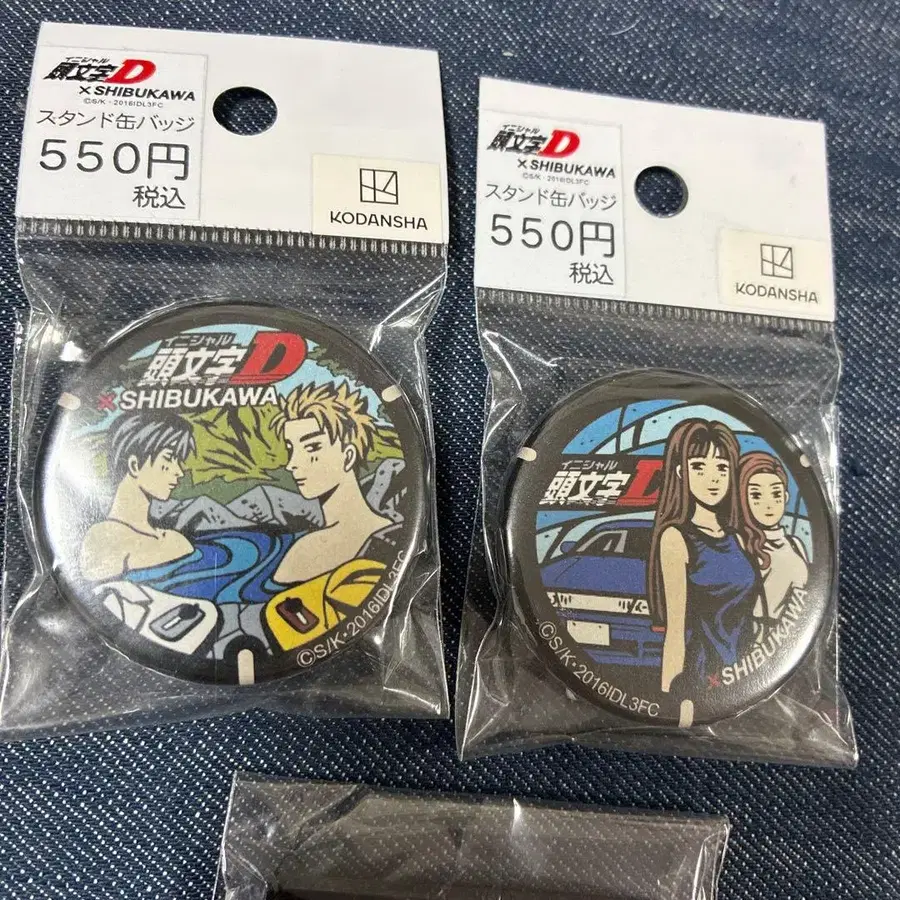 イニシャル
頭文字D
×SHIBUKAWA
©S/K・2016IDL3FC
スタンド缶バッジ
550円
税込
KODANSHA
イニシャル
頭文字D
×SHIBUKAWA
©S/K・2016IDL3FC
イニシャル
頭文字D
×SHIBUKAWA
©S/K・2016IDL3FC
スタンド缶バッジ
550円
税込
KODANSHA
イニシャル
頭文字D
×SHIBUKAWA
©S/K・2016IDL3FC